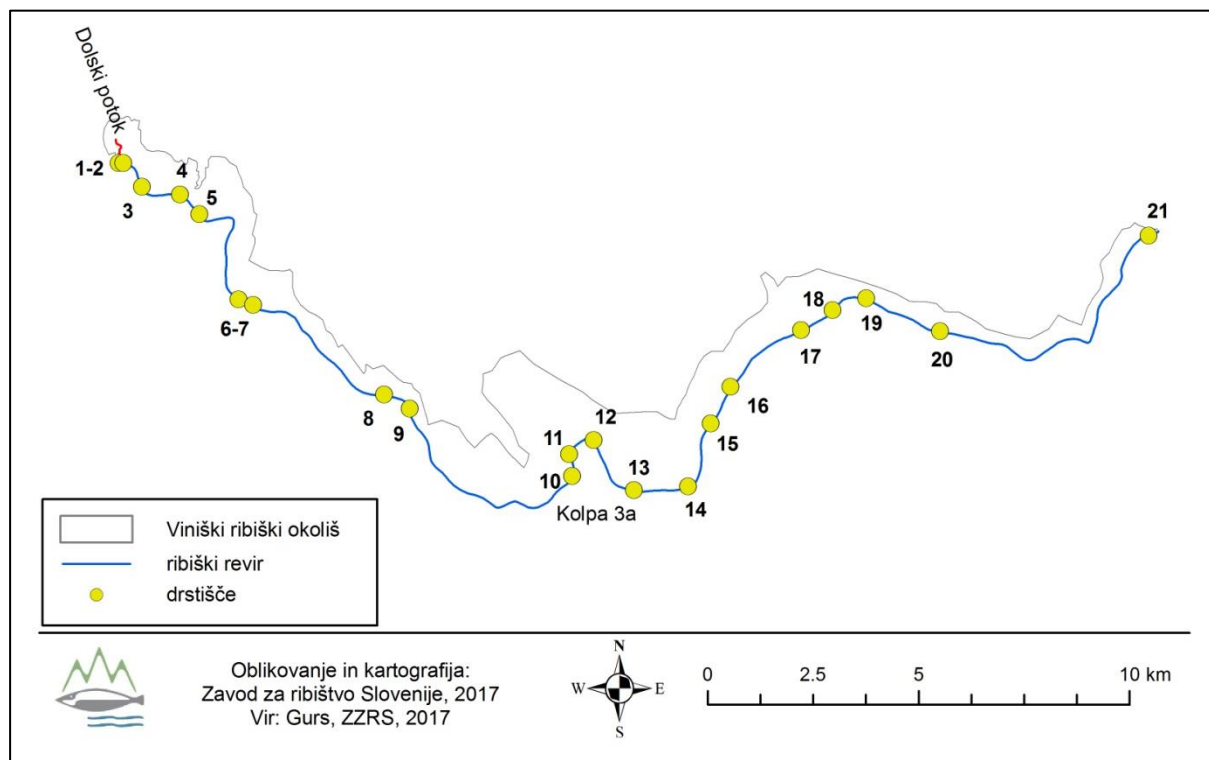 Dolski potok
1-2
3
4
5
6-7
8
9
10
11
12
13
Kolpa 3a
14
15
16
17
18
19
20
21
Viniški ribiški okoliš
ribiški revir
drstišče
Oblikovanje in kartografija:
Zavod za ribištvo Slovenije, 2017
Vir: Gurs, ZZRS, 2017
N
W E
S
0 2.5 5 10 km